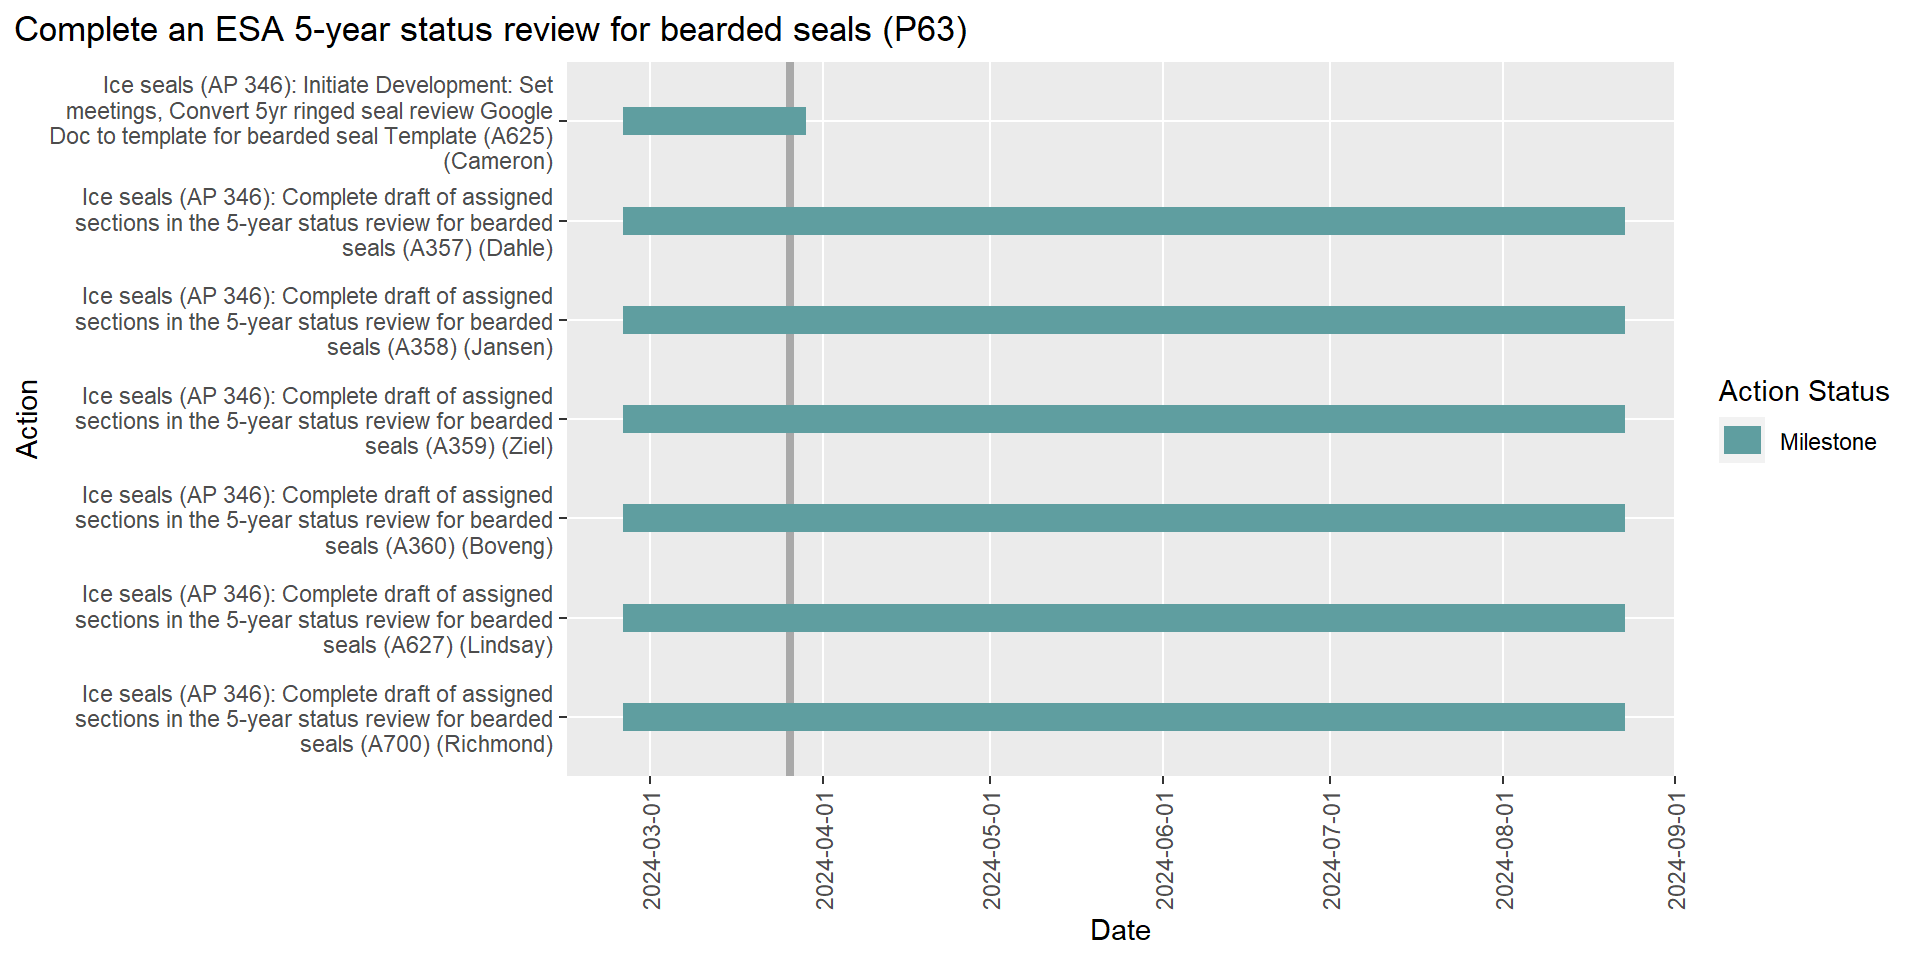 Complete an ESA 5-year status review for bearded seals (P63)
Ice seals (AP 346): Initiate Development: Set
meetings, Convert 5yr ringed seal review Google
Doc to template for bearded seal Template (A625)
(Cameron)
Ice seals (AP 346): Complete draft of assigned
sections in the 5-year status review for bearded
seals (A357) (Dahle)
Ice seals (AP 346): Complete draft of assigned
sections in the 5-year status review for bearded
seals (A358) (Jansen)
Ice seals (AP 346): Complete draft of assigned
sections in the 5-year status review for bearded
seals (A359) (Ziel)
Ice seals (AP 346): Complete draft of assigned
sections in the 5-year status review for bearded
seals (A360) (Boveng)
Ice seals (AP 346): Complete draft of assigned
sections in the 5-year status review for bearded
seals (A627) (Lindsay)
Ice seals (AP 346): Complete draft of assigned
sections in the 5-year status review for bearded
seals (A700) (Richmond)
Action
2024-03-01
2024-04-01
2024-05-01
2024-06-01
2024-07-01
2024-08-01
2024-09-01
Date
Action Status
Milestone